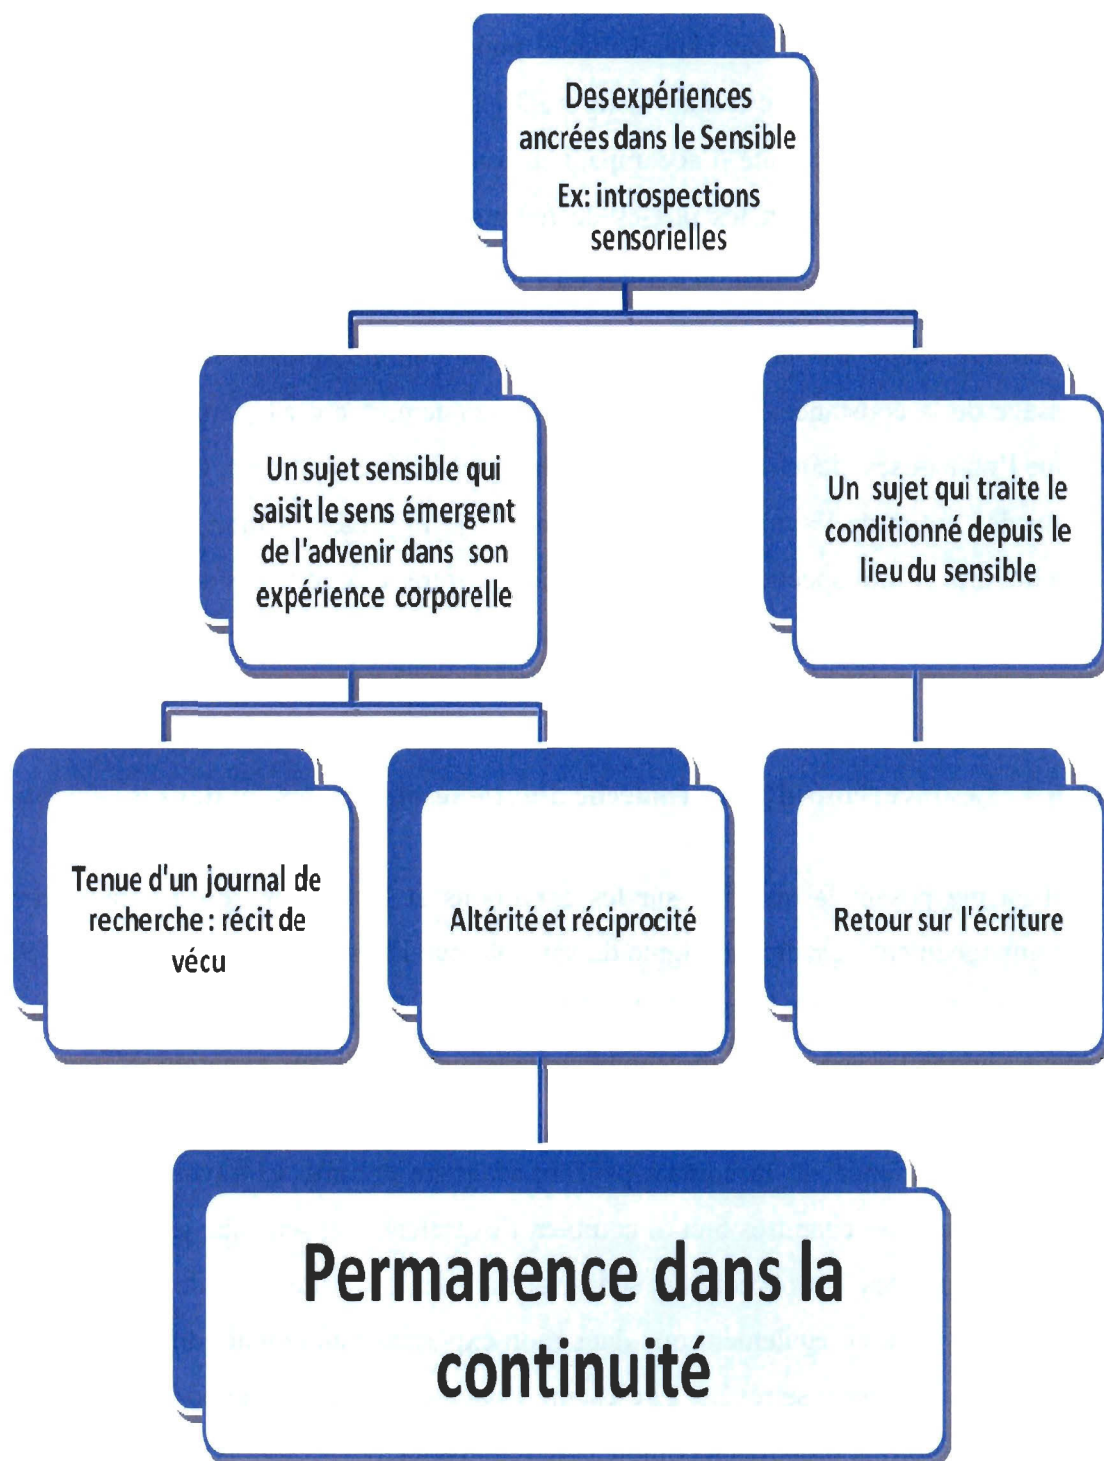 Des expériences
ancrées dans le Sensible
Ex: introspections
sensorielles
Un sujet sensible qui
saisit le sens émergent
de l'advenir dans son
expérience corporelle
Un sujet qui traite le
conditionné depuis le
lieu du sensible
Tenue d'un journal de
recherche : récit de
vécu
Altérité et réciprocité
Retour sur l'écriture
Permanence dans la
continuité